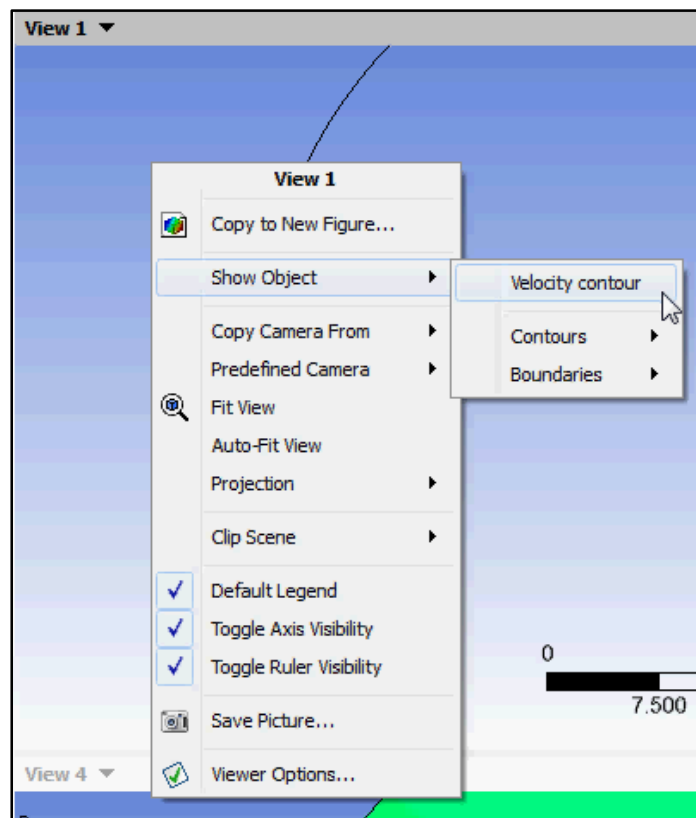 View 1
View 1
Copy to New Figure...
Show Object
Velocity contour
Copy Camera From
Contours
Predefined Camera
Boundaries
Fit View
Auto-Fit View
Projection
Clip Scene
Default Legend
Toggle Axis Visibility
Toggle Ruler Visibility
0
7.500
Save Picture...
View 4
Viewer Options...